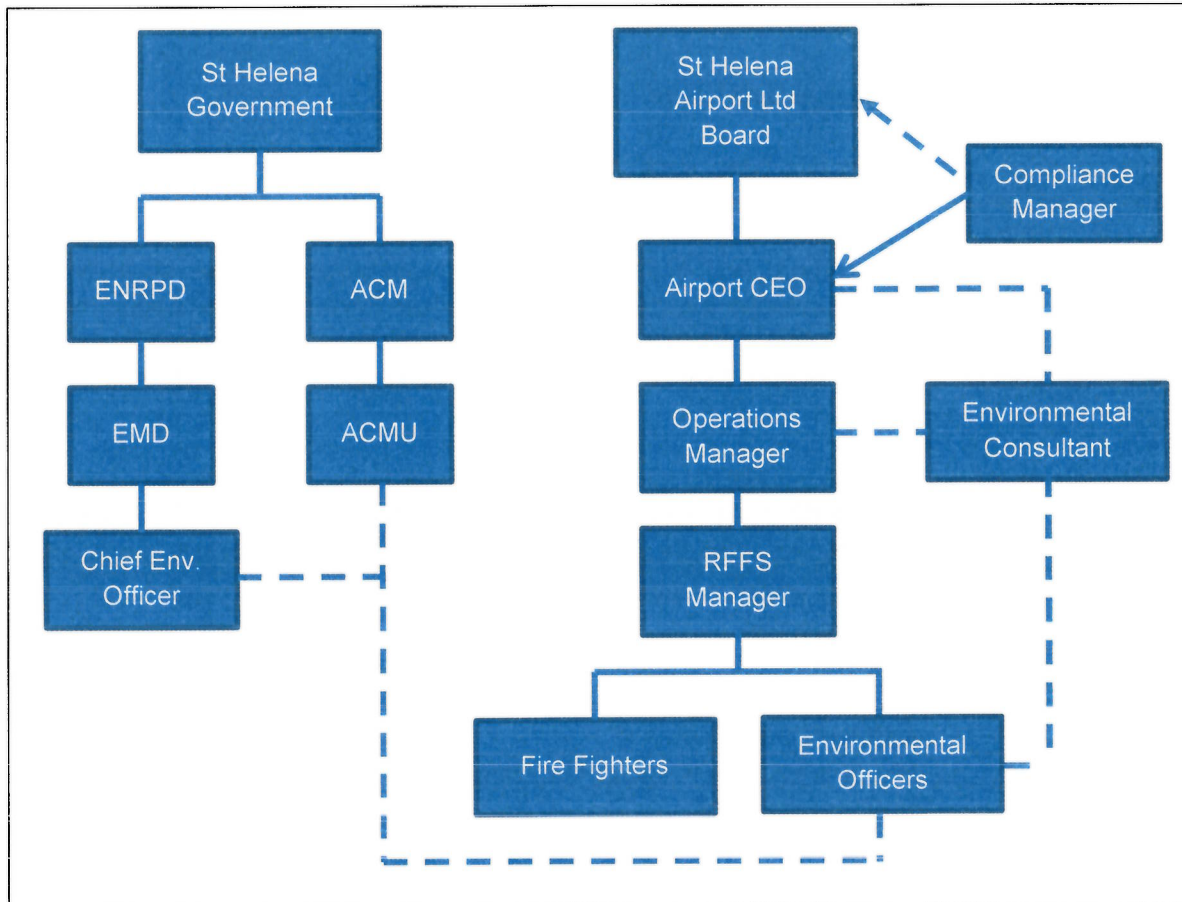 St Helena
Government
St Helena
Airport Ltd
Board
Compliance
Manager
ENRPD
ACM
Airport CEO
EMD
ACMU
Operations
Manager
Environmental
Consultant
Chief Env.
Officer
RFFS
Manager
Fire Fighters
Environmental
Officers